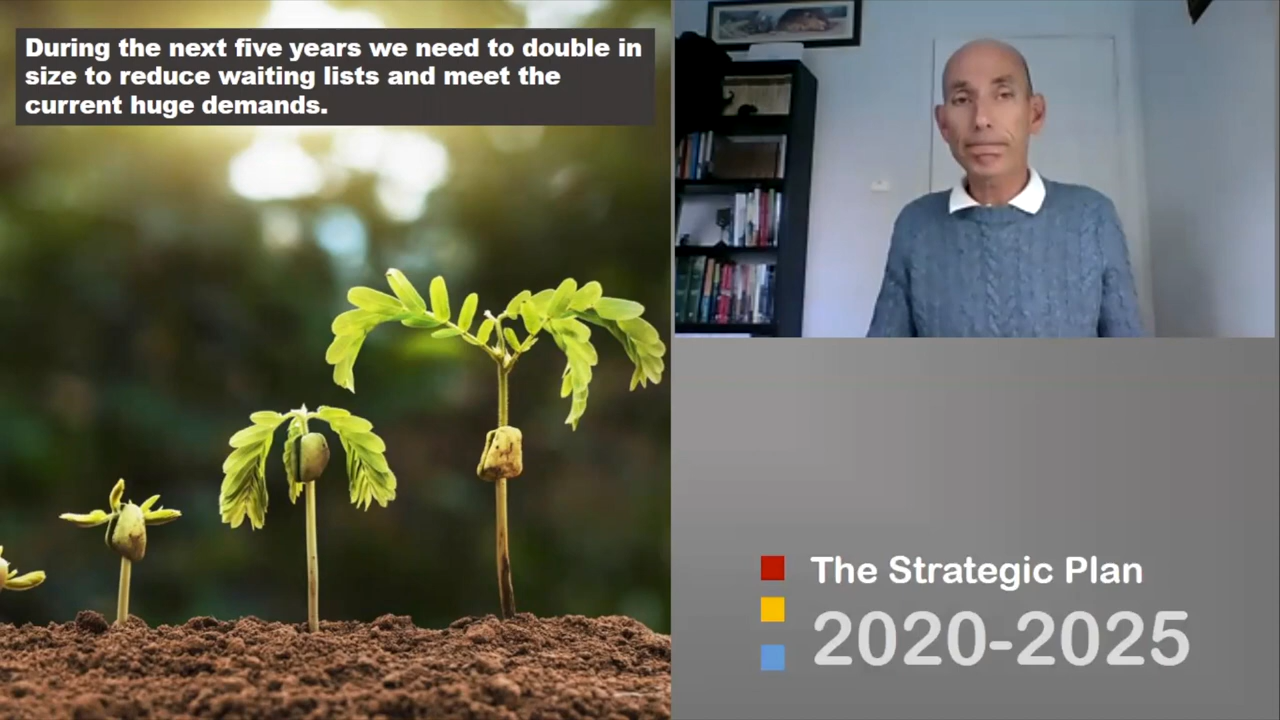 During the next five years we need to double in
size to reduce waiting lists and meet the
current huge demands.
The Strategic Plan
2020-2025